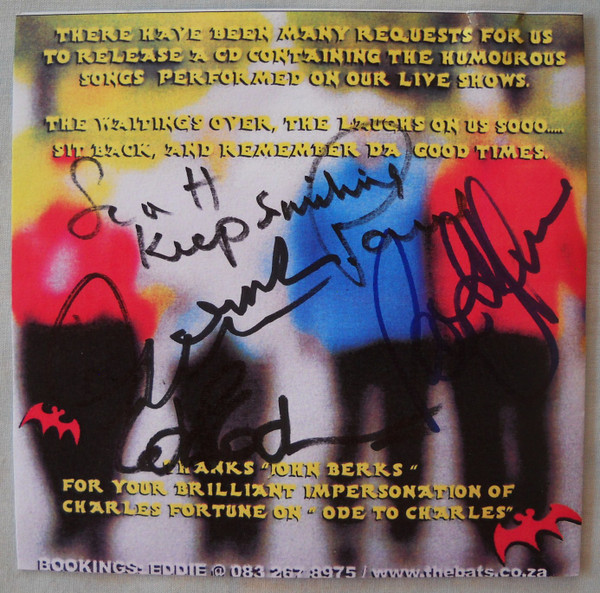 THERE HAVE BEEN MANY REQUESTS FOR US
TO RELEASE A CD CONTAINING THE HUMOUROUS
SONGS PERFORMED ON OUR LIVE SHOWS.
THE WAITING'S OVER, THE LAUGHS ON US SOOO.....
SIT BACK, AND REMEMBER DA GOOD TIMES.
Keep Smiling
THANKS "JOHN BERKS"
FOR YOUR BRILLIANT IMPERSONATION OF
CHARLES FORTUNE ON "ODE TO CHARLES"
BOOKINGS: EDDIE @ 083 267 8975 / www.thebats.co.za